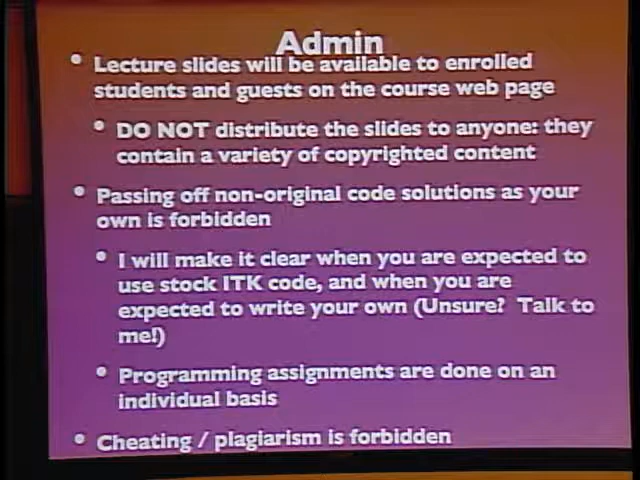 Admin
• Lecture slides will be available to enrolled
students and guests on the course web page
• DO NOT distribute the slides to anyone: they
contain a variety of copyrighted content
• Passing off non-original code solutions as your
own is forbidden
• I will make it clear when you are expected to
use stock ITK code, and when you are
expected to write your own (Unsure? Talk to
me!)
• Programming assignments are done on an
individual basis
• Cheating / plagiarism is forbidden